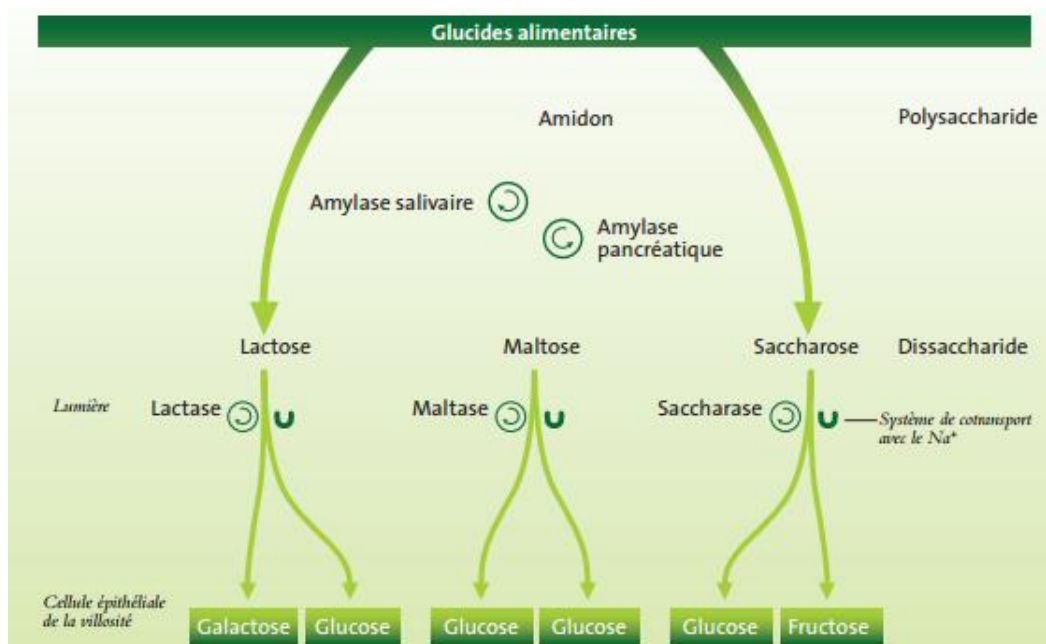 Glucides alimentaires
Amidon
Polysaccharide
Amylase salivaire
Amylase
pancréatique
Lactose
Maltose
Saccharose
Dissaccharide
Lumière
Lactase
Maltase
Saccharase
Système de cotransport
avec le Na⁺
Cellule épithéliale
de la villosité
Galactose
Glucose
Glucose
Glucose
Glucose
Fructose